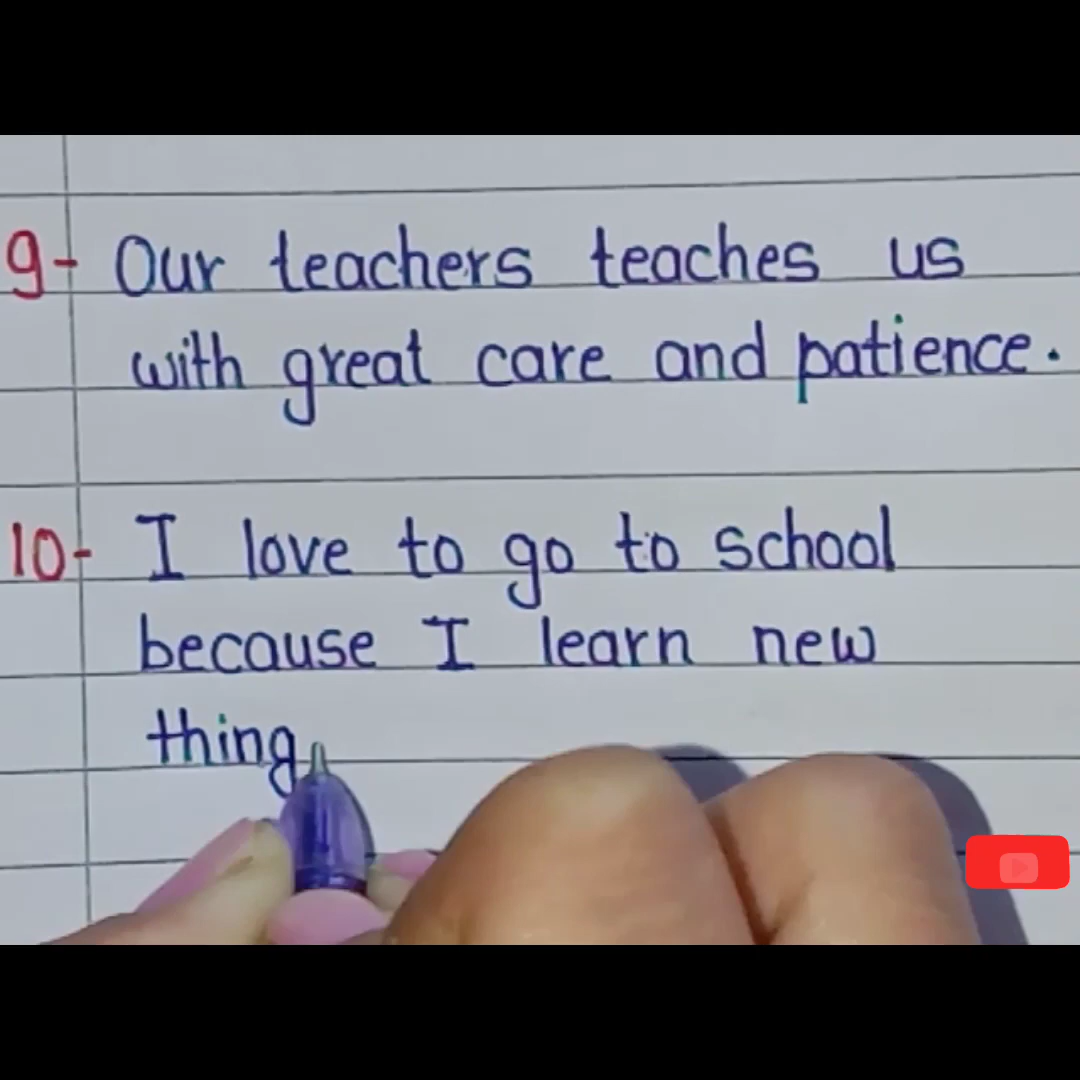 9- Our teachers teaches us
with great care and patience.
10- I love to go to school
because I learn new
thing